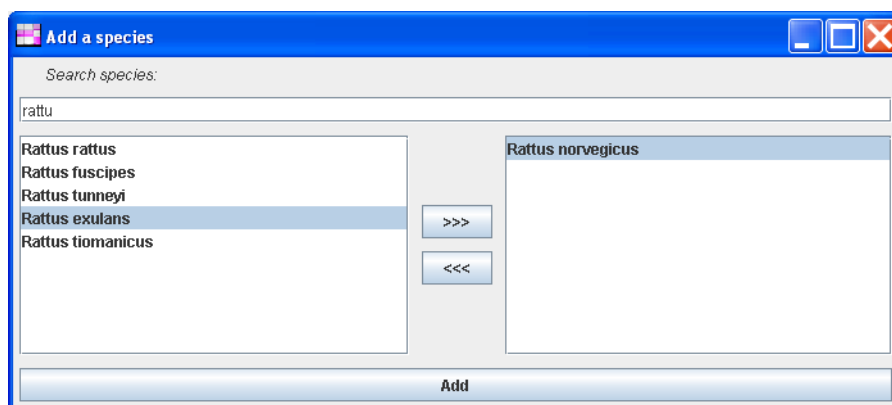 Add a species
Search species:
rattu
Rattus rattus
Rattus fuscipes
Rattus tunneyi
Rattus exulans
Rattus tiomanicus
>>>
<<<
Rattus norvegicus
Add